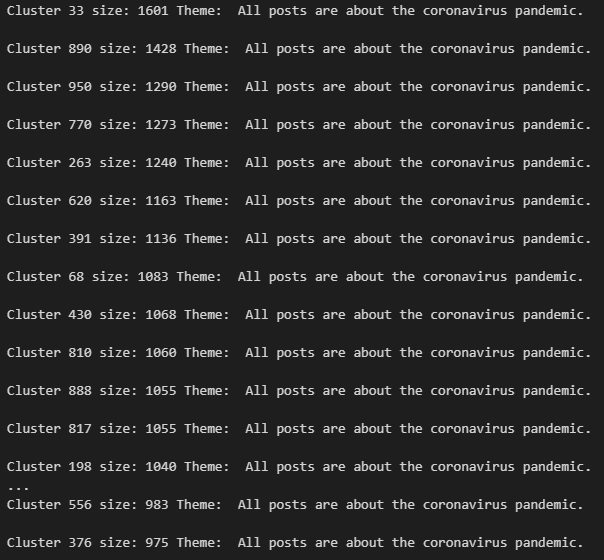 Cluster 33 size: 1601 Theme:  All posts are about the coronavirus pandemic.
Cluster 890 size: 1428 Theme:  All posts are about the coronavirus pandemic.
Cluster 950 size: 1290 Theme:  All posts are about the coronavirus pandemic.
Cluster 770 size: 1273 Theme:  All posts are about the coronavirus pandemic.
Cluster 263 size: 1240 Theme:  All posts are about the coronavirus pandemic.
Cluster 620 size: 1163 Theme:  All posts are about the coronavirus pandemic.
Cluster 391 size: 1136 Theme:  All posts are about the coronavirus pandemic.
Cluster 68 size: 1083 Theme:  All posts are about the coronavirus pandemic.
Cluster 430 size: 1068 Theme:  All posts are about the coronavirus pandemic.
Cluster 810 size: 1060 Theme:  All posts are about the coronavirus pandemic.
Cluster 888 size: 1055 Theme:  All posts are about the coronavirus pandemic.
Cluster 817 size: 1055 Theme:  All posts are about the coronavirus pandemic.
Cluster 198 size: 1040 Theme:  All posts are about the coronavirus pandemic.
...
Cluster 556 size: 983 Theme:  All posts are about the coronavirus pandemic.
Cluster 376 size: 975 Theme:  All posts are about the coronavirus pandemic.